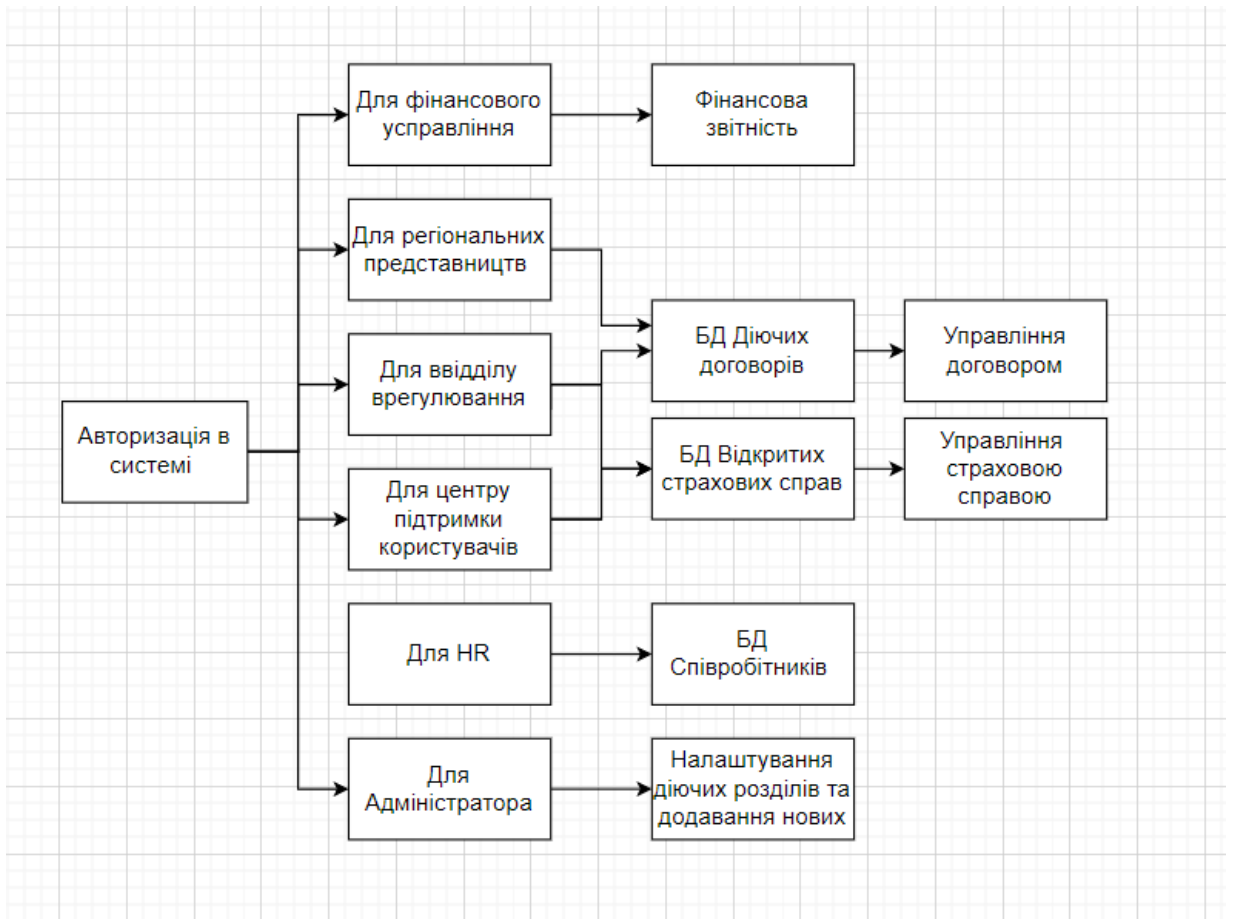 Для фінансового
усправління
Фінансова
звітність
Для регіональних
представництв
БД Діючих
договорів
Управління
договором
Для ввідділу
врегулювання
Авторизація в
системі
БД Відкритих
страхових справ
Управління
страховою
справою
Для центру
підтримки
користувачів
Для HR
БД
Співробітників
Для
Адміністратора
Налаштування
діючих розділів та
додавання нових